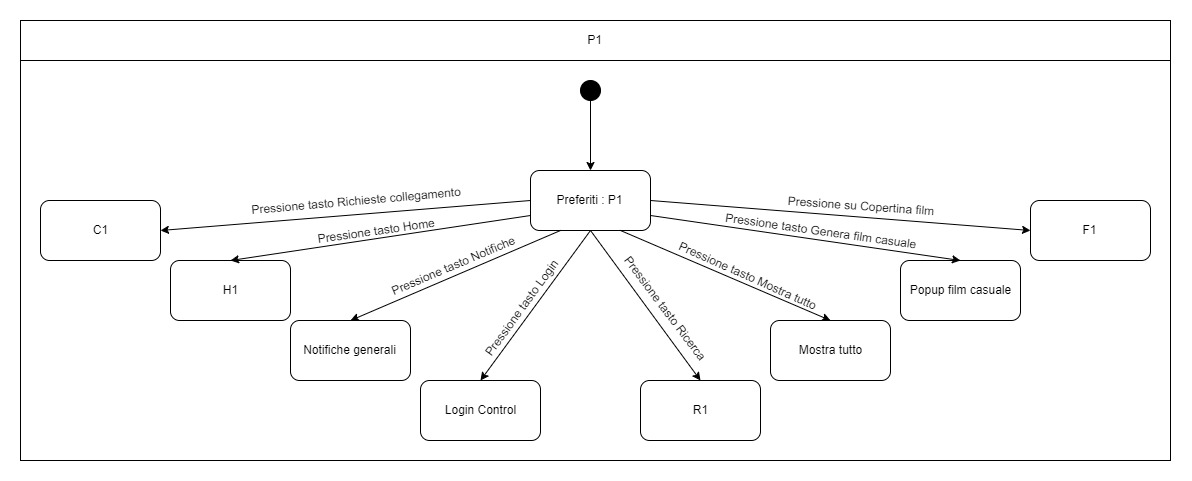 P1
Preferiti : P1
Pressione tasto Richieste collegamento
Pressione su Copertina film
C1
F1
Pressione tasto Home
Pressione tasto Genera film casuale
H1
Popup film casuale
Pressione tasto Notifiche
Pressione tasto Mostra tutto
Notifiche generali
Mostra tutto
Pressione tasto Login
Pressione tasto Ricerca
Login Control
R1